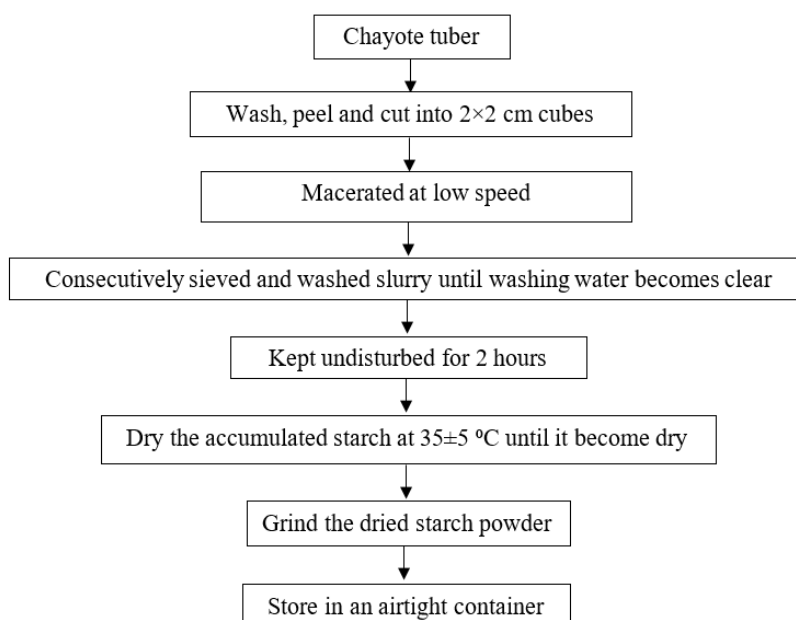 Chayote tuber
Wash, peel and cut into 2×2 cm cubes
Macerated at low speed
Consecutively sieved and washed slurry until washing water becomes clear
Kept undisturbed for 2 hours
Dry the accumulated starch at 35±5 ºC until it become dry
Grind the dried starch powder
Store in an airtight container